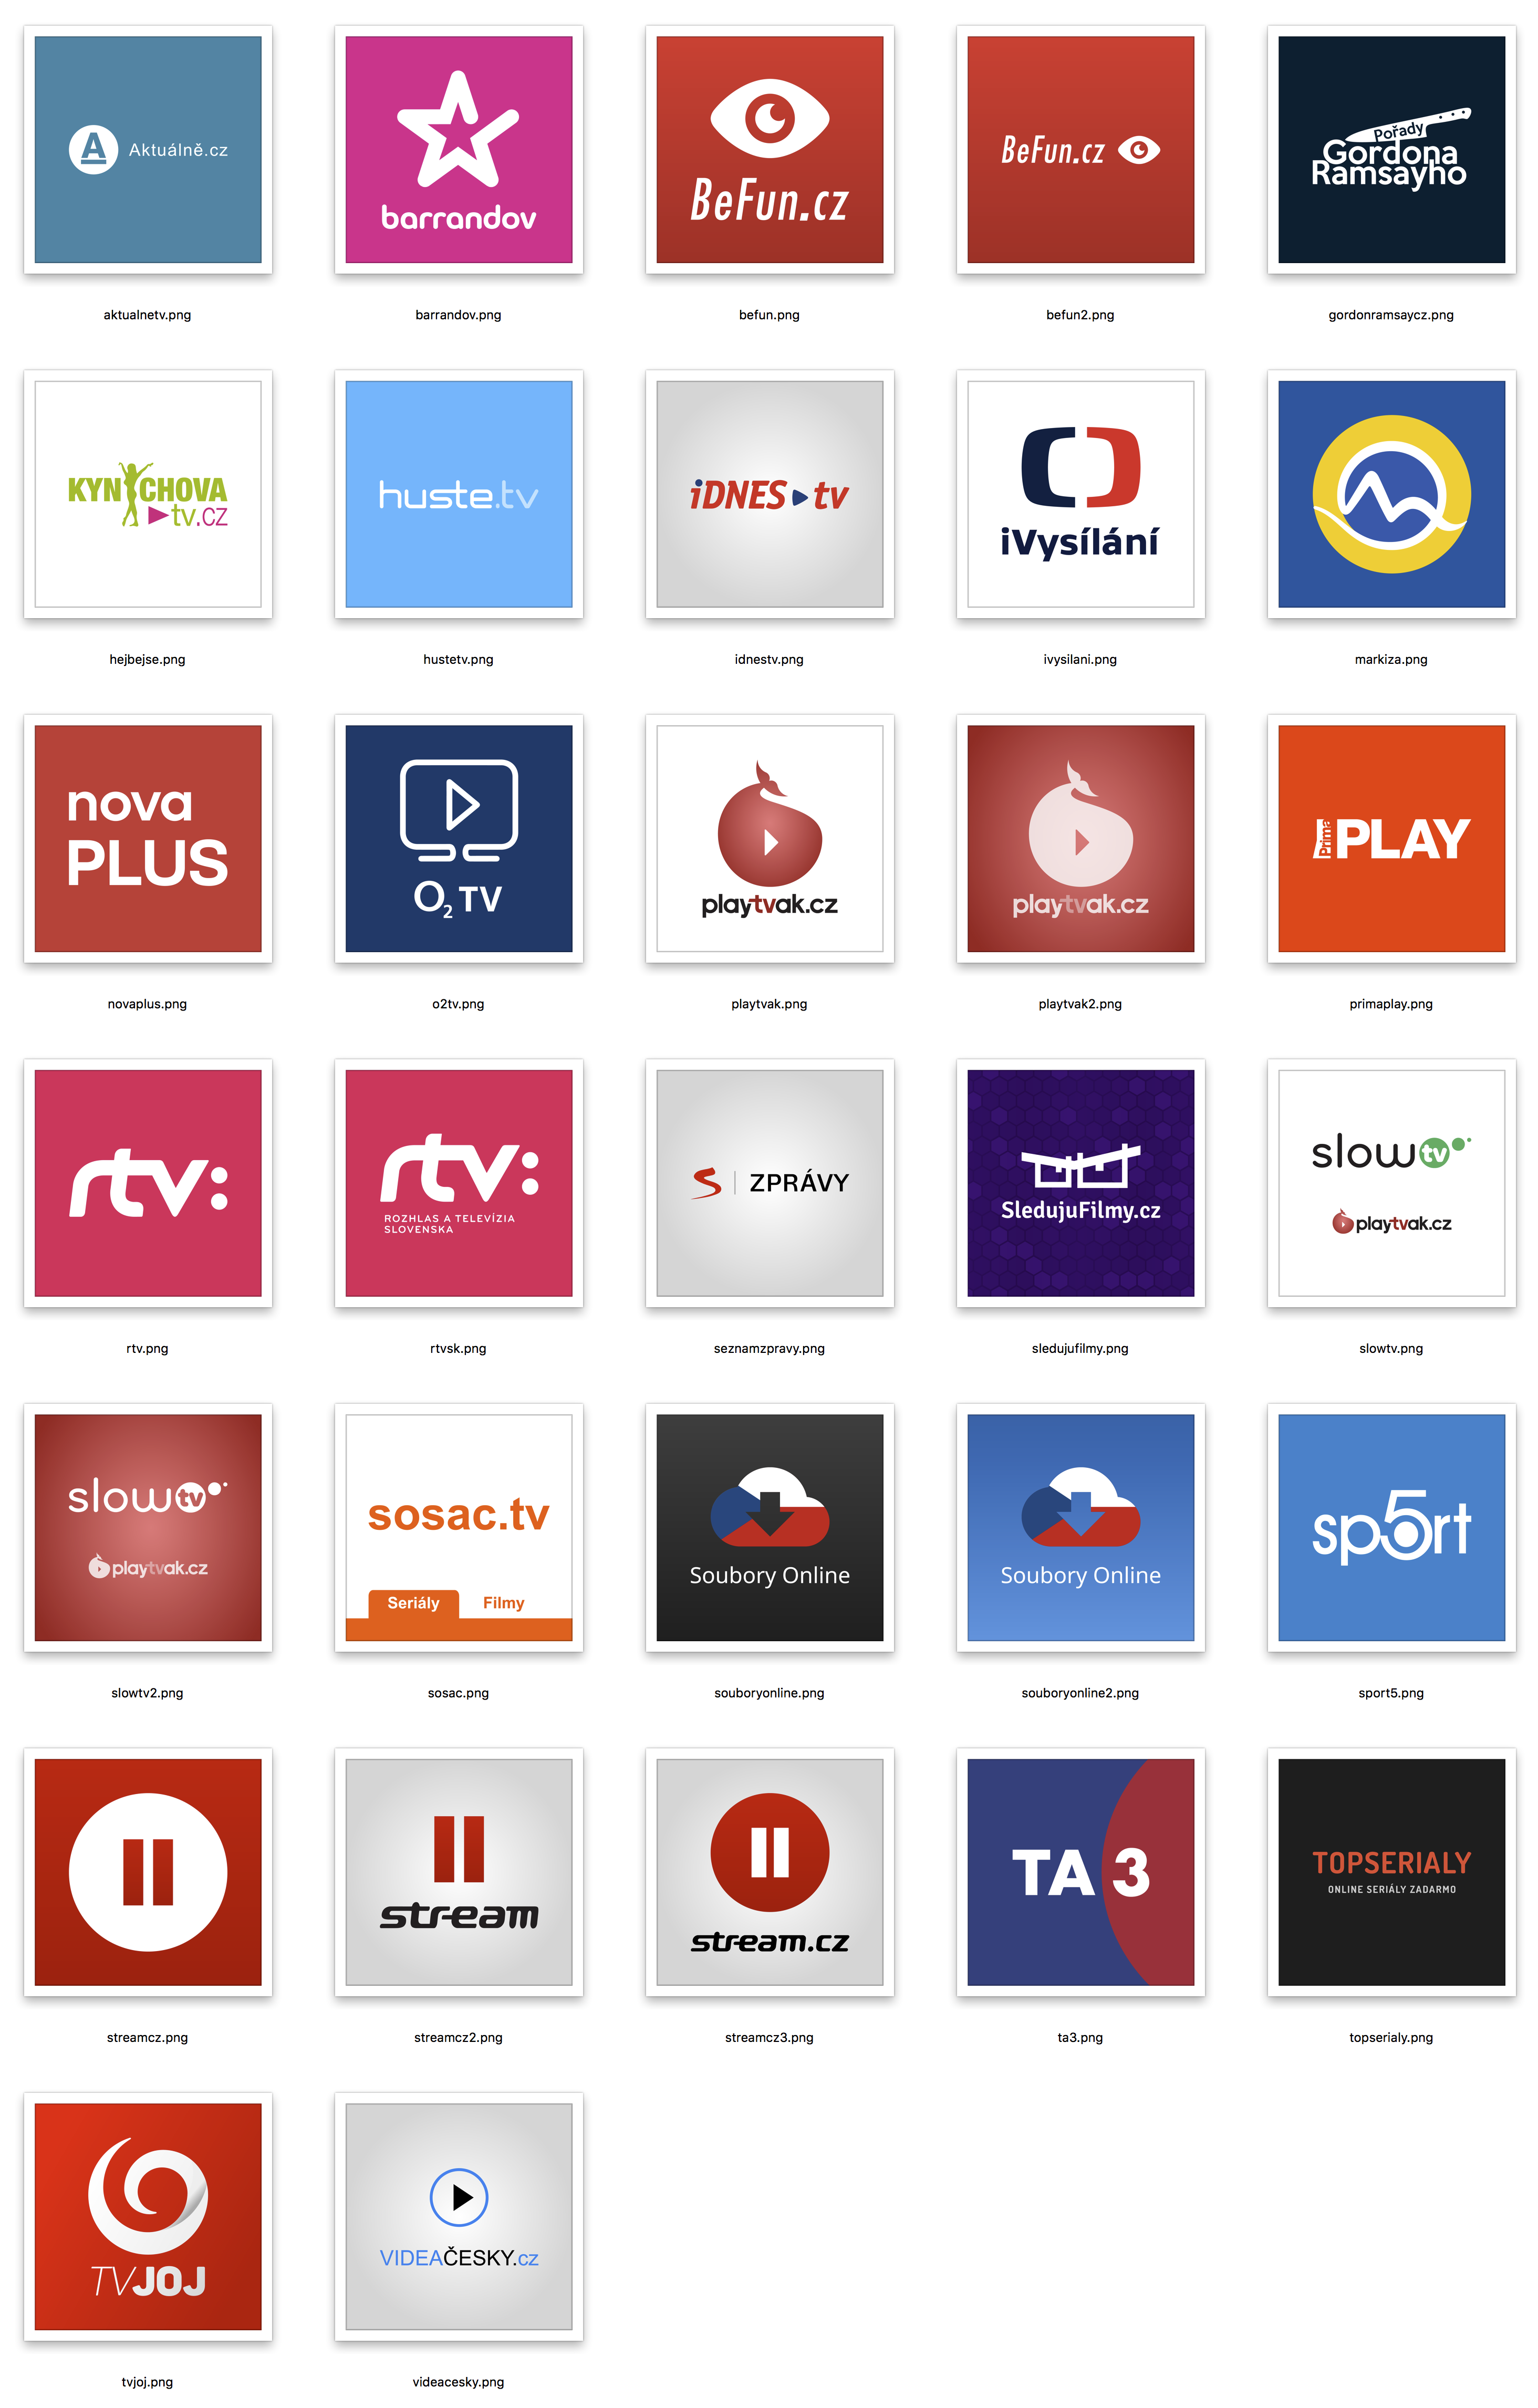 A Aktuálně.cz
barrandov
BeFun.cz
BeFun.cz
Pořady
Gordona
Ramsayho
aktualnetv.png
barrandov.png
befun.png
befun2.png
gordonramsaycz.png
KYNYCHOVA
tv.cz
huste.tv
iDNES tv
iVysílání
hejbejse.png
hustetv.png
idnestv.png
ivysilani.png
markiza.png
nova
PLUS
O2 TV
playtvak.cz
playtvak.cz
Prima PLAY
novaplus.png
o2tv.png
playtvak.png
playtvak2.png
primaplay.png
rtv:
rtv:
ROZHLAS A TELEVÍZIA
SLOVENSKA
S ZPRÁVY
SledujuFilmy.cz
slow tv
playtvak.cz
rtv.png
rtvsk.png
seznamzpravy.png
sledujufilmy.png
slowtv.png
slow tv
playtvak.cz
sosac.tv
Seriály Filmy
Soubory Online
Soubory Online
sp5rt
slowtv2.png
sosac.png
souboryonline.png
souboryonline2.png
sport5.png
stream
stream.cz
TA 3
TOPSERIALY
ONLINE SERIÁLY ZADARMO
streamcz.png
streamcz2.png
streamcz3.png
ta3.png
topserialy.png
TVJOJ
VIDEAČESKY.cz
tvjoj.png
videacesky.png